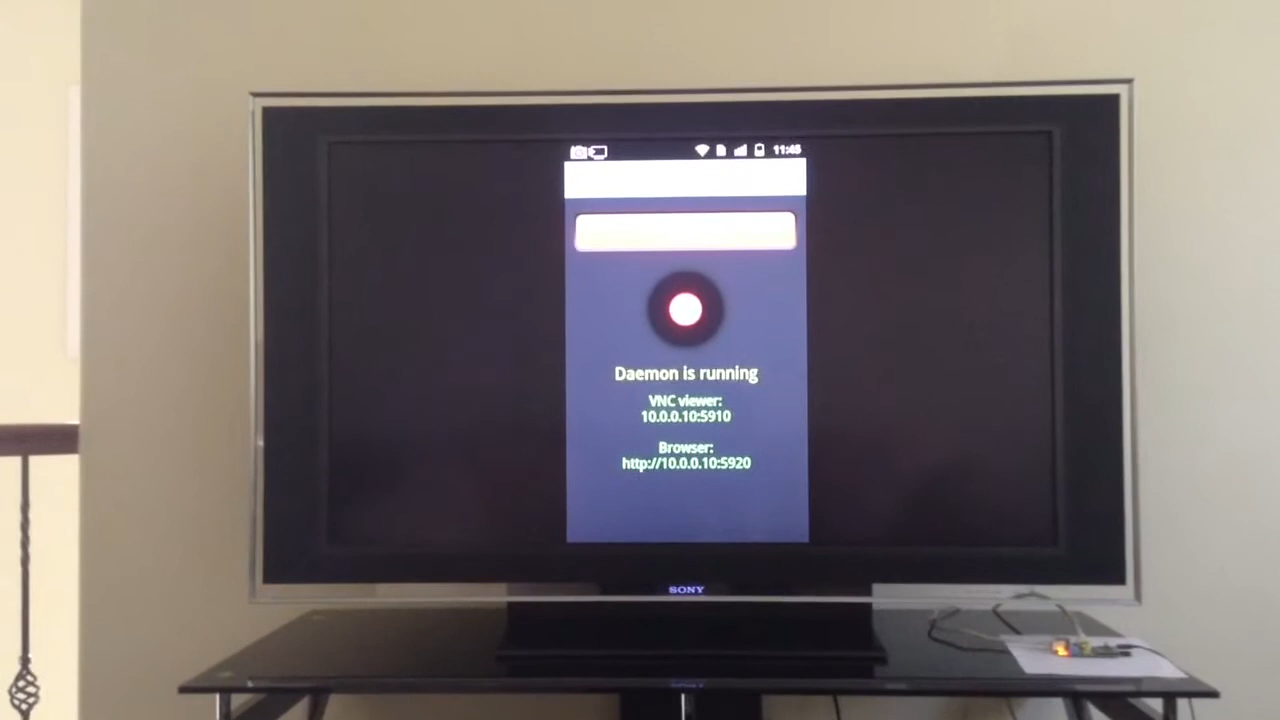 11:45
Daemon is running
VNC viewer:
10.0.0.10:5910
Browser:
http://10.0.0.10:5920
SONY